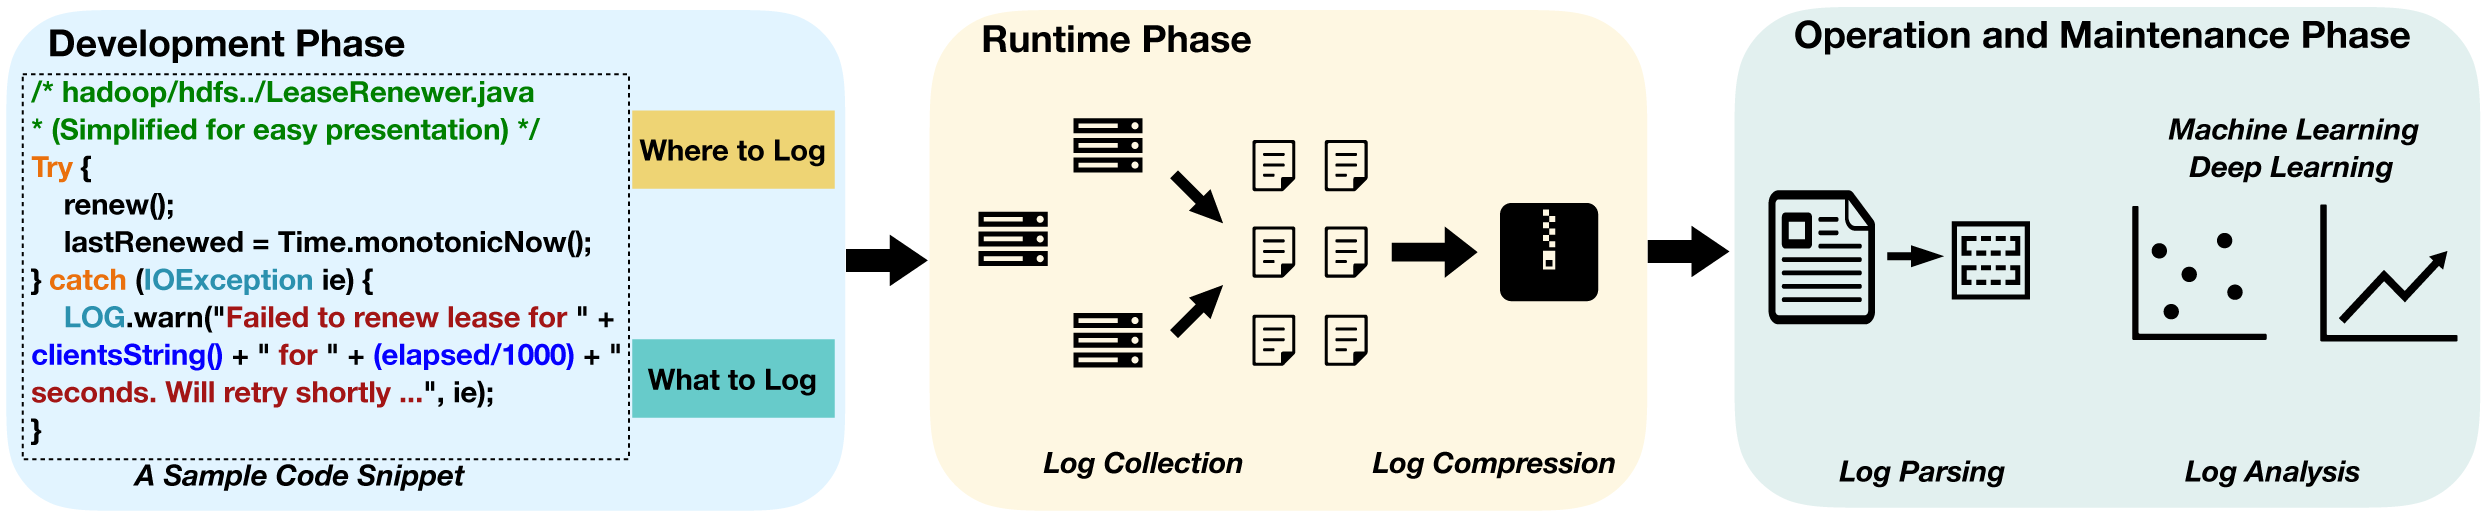 Development Phase
/* hadoop/hdfs../LeaseRenewer.java
* (Simplified for easy presentation) */
Try {
renew();
lastRenewed = Time.monotonicNow();
} catch (IOException ie) {
LOG.warn("Failed to renew lease for " +
clientsString() + " for " + (elapsed/1000) + "
seconds. Will retry shortly ...", ie);
}
A Sample Code Snippet
Where to Log
What to Log
Runtime Phase
Log Collection
Log Compression
Operation and Maintenance Phase
Machine Learning
Deep Learning
Log Parsing
Log Analysis